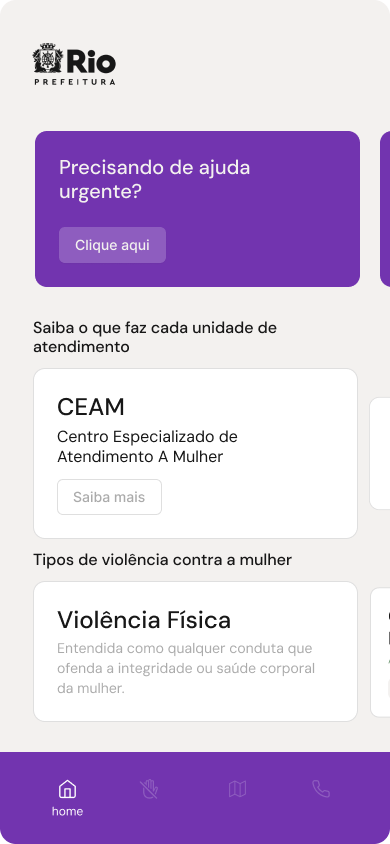 Rio
PREFEITURA
Precisando de ajuda
urgente?
Clique aqui
Saiba o que faz cada unidade de
atendimento
CEAM
Centro Especializado de
Atendimento A Mulher
Saiba mais
Tipos de violência contra a mulher
Violência Física
Entendida como qualquer conduta que
ofenda a integridade ou saúde corporal
da mulher.
home